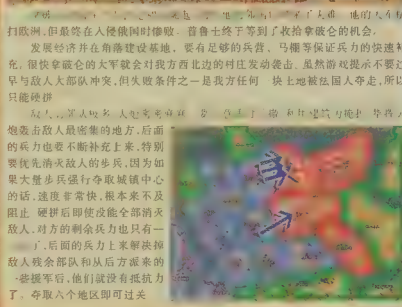 打欧洲,但最终在入侵俄国时惨败。普鲁士终于等到了收拾拿破仑的机会。
发展经济并在角落建设基地。要有足够的兵营、马棚等保证兵力的快速补
充。很快拿破仑的大军就会对我方西北边的村庄发动袭击。虽然游戏提示不要过
早与敌人大部队冲突,但失败条件之一是我方任何一块土地被法国人夺走,所以
只能硬拼
炮轰击敌人最密集的地方。后面
的兵力也要不断补充上来。特别
要优先消灭敌人的步兵,因为如
果大量步兵强行夺取城镇中心
的话,速度非常快,根本来不及
阻止 硬拼后即使没能全部消灭
敌人,对方的剩余兵力也只有一
了。后面的兵力上来解决掉
敌人残余部队和从后方派来的
一些援军后,他们就没有抵抗力
了。夺取六个地区即可过关